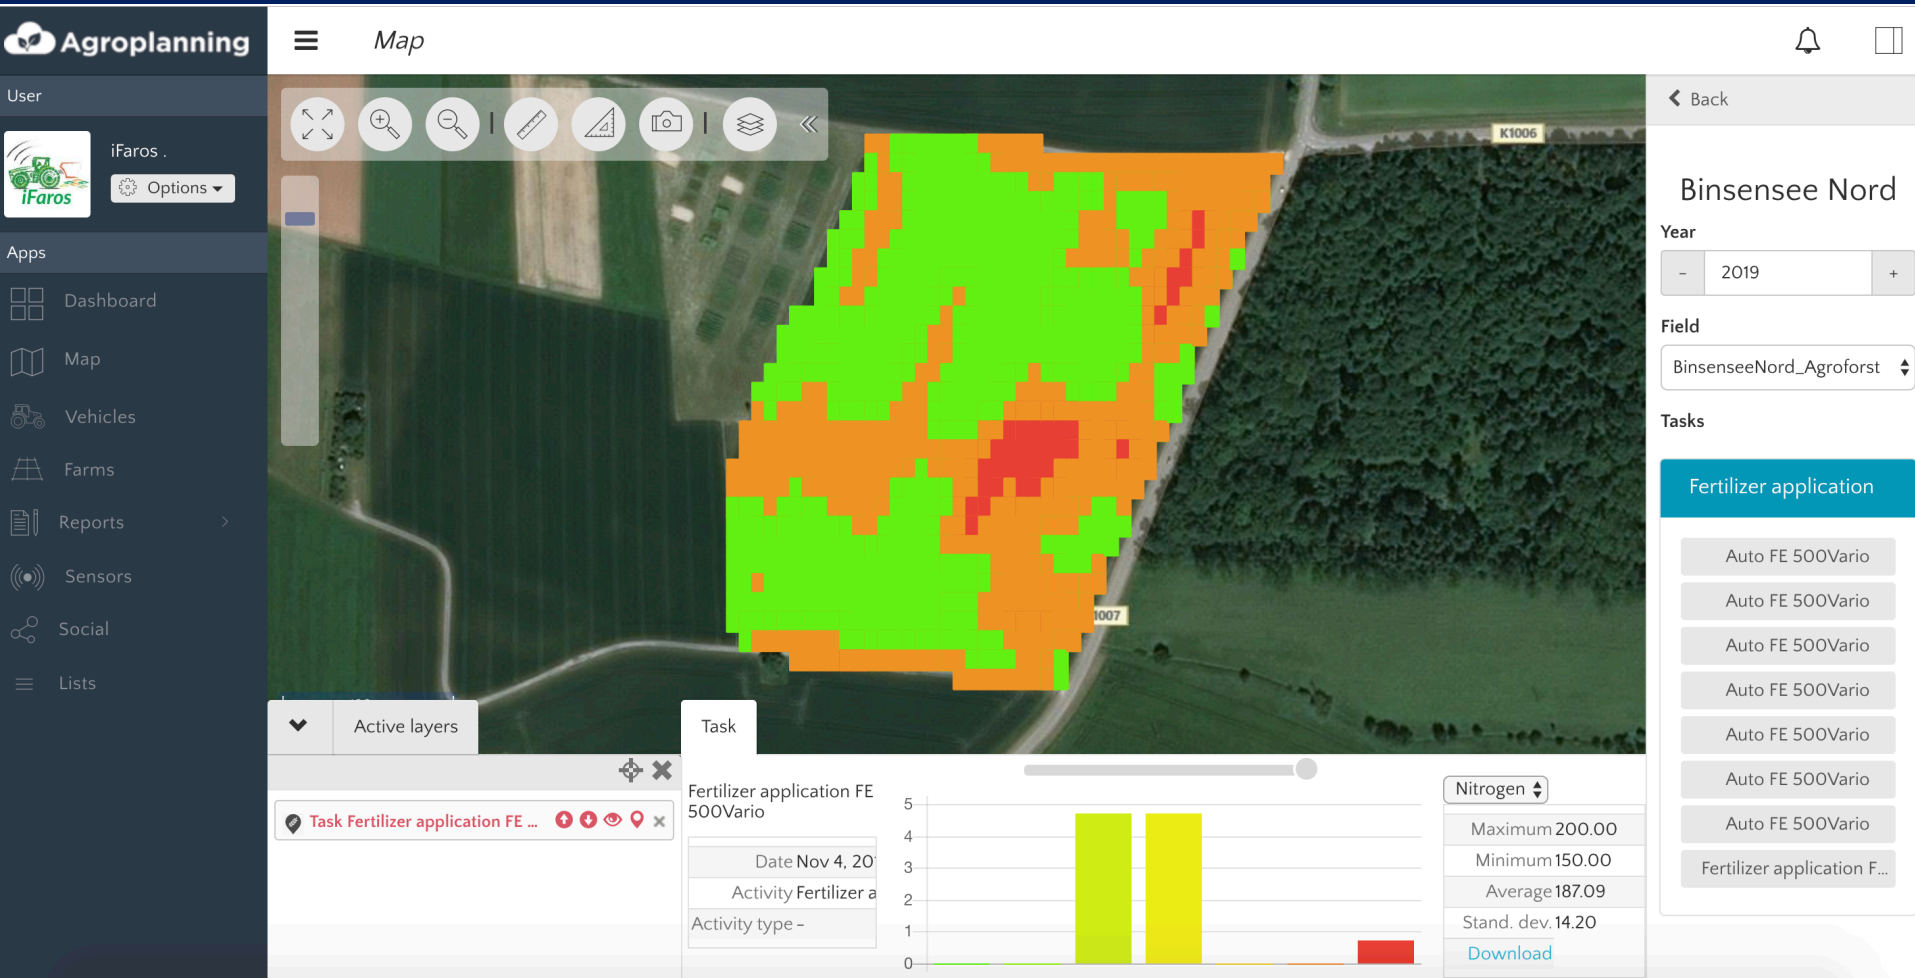 Agroplanning
Map
User
iFaros .
Options
iFaros
Apps
Dashboard
Map
Vehicles
Farms
Reports
Sensors
Social
Lists
K1006
1007
Back
Binsensee Nord
Year
- 2019 +
Field
BinsenseeNord_Agroforst
Tasks
Fertilizer application
Auto FE 500Vario
Auto FE 500Vario
Auto FE 500Vario
Auto FE 500Vario
Auto FE 500Vario
Auto FE 500Vario
Auto FE 500Vario
Fertilizer application F...
Active layers
Task Fertilizer application FE ...
Task
Fertilizer application FE
500Vario
Date Nov 4, 20
Activity Fertilizer a
Activity type -
5
4
3
2
1
0
Nitrogen
Maximum 200.00
Minimum 150.00
Average 187.09
Stand. dev. 14.20
Download